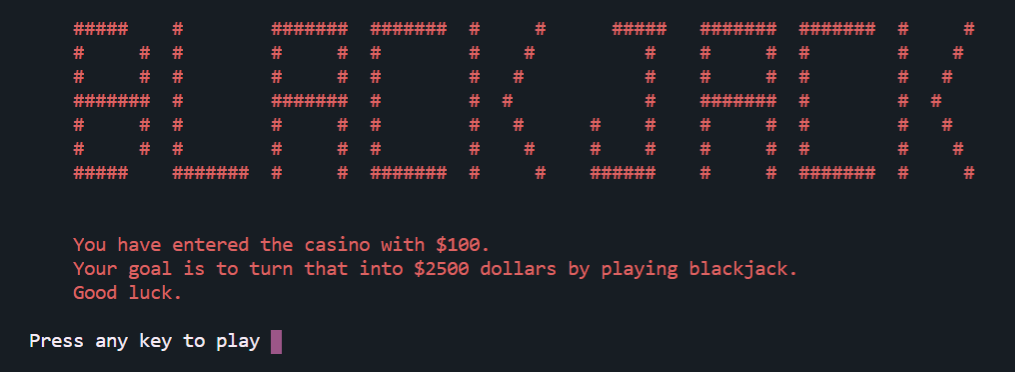 BLACKJACK
You have entered the casino with $100.
Your goal is to turn that into $2500 dollars by playing blackjack.
Good luck.
Press any key to play